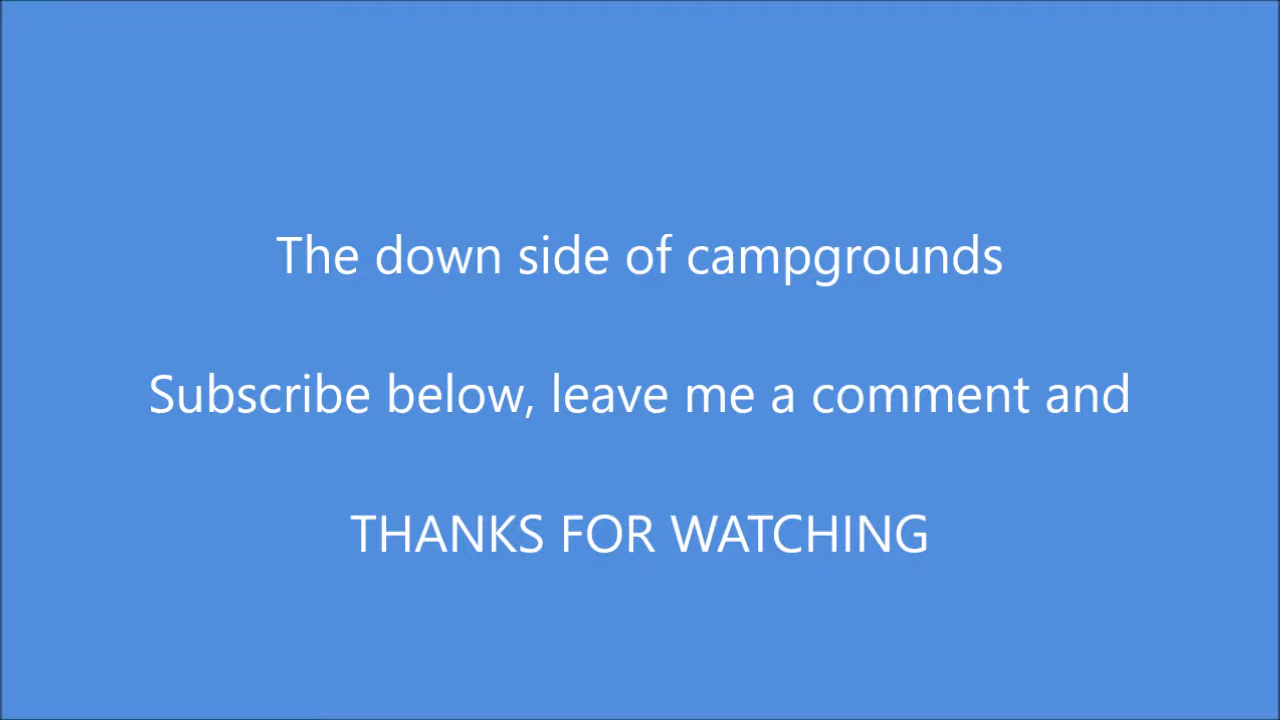 The down side of campgrounds
Subscribe below, leave me a comment and
THANKS FOR WATCHING